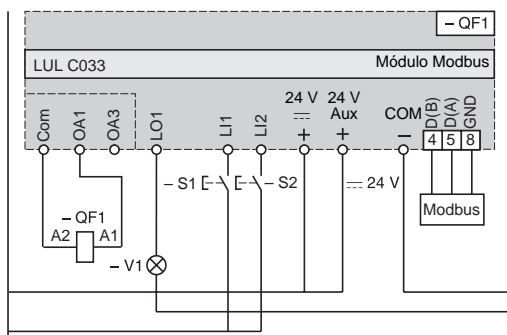 – QF1
LUL C033 Módulo Modbus
Com
OA1
OA3
LO1
LI1
LI2
24 V
+
24 V
Aux
+
COM
–
D(B)
D(A)
GND
4 5 8
– S1
– S2
24 V
Modbus
– QF1
A2 A1
– V1